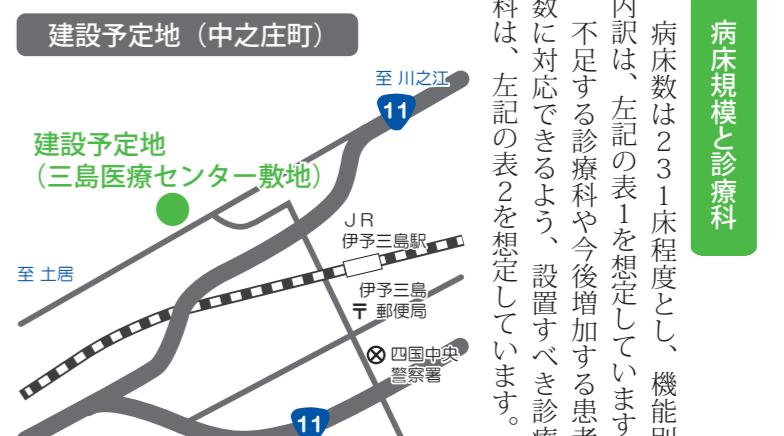 病床規模と診療科
病床数は２３１床程度とし、機能別
内訳は、左記の表１を想定しています
不足する診療科や今後増加する患者
数に対応できるよう、設置すべき診療
科は、左記の表２を想定しています。
建設予定地（中之庄町）
至 川之江
11
建設予定地
（三島医療センター敷地）
ＪＲ
伊予三島駅
至 土居
伊予三島
〒 郵便局
四国中央
警察署
11